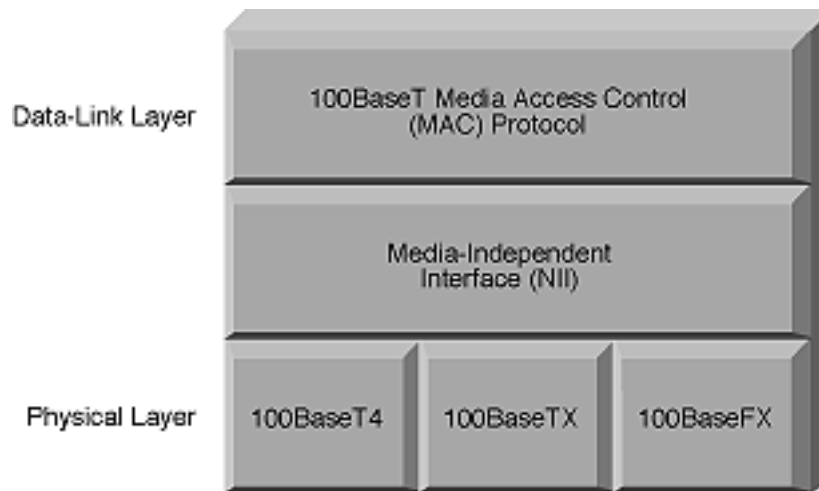 Data-Link Layer
100BaseT Media Access Control
(MAC) Protocol
Media-Independent
Interface (NII)
Physical Layer
100BaseT4
100BaseTX
100BaseFX